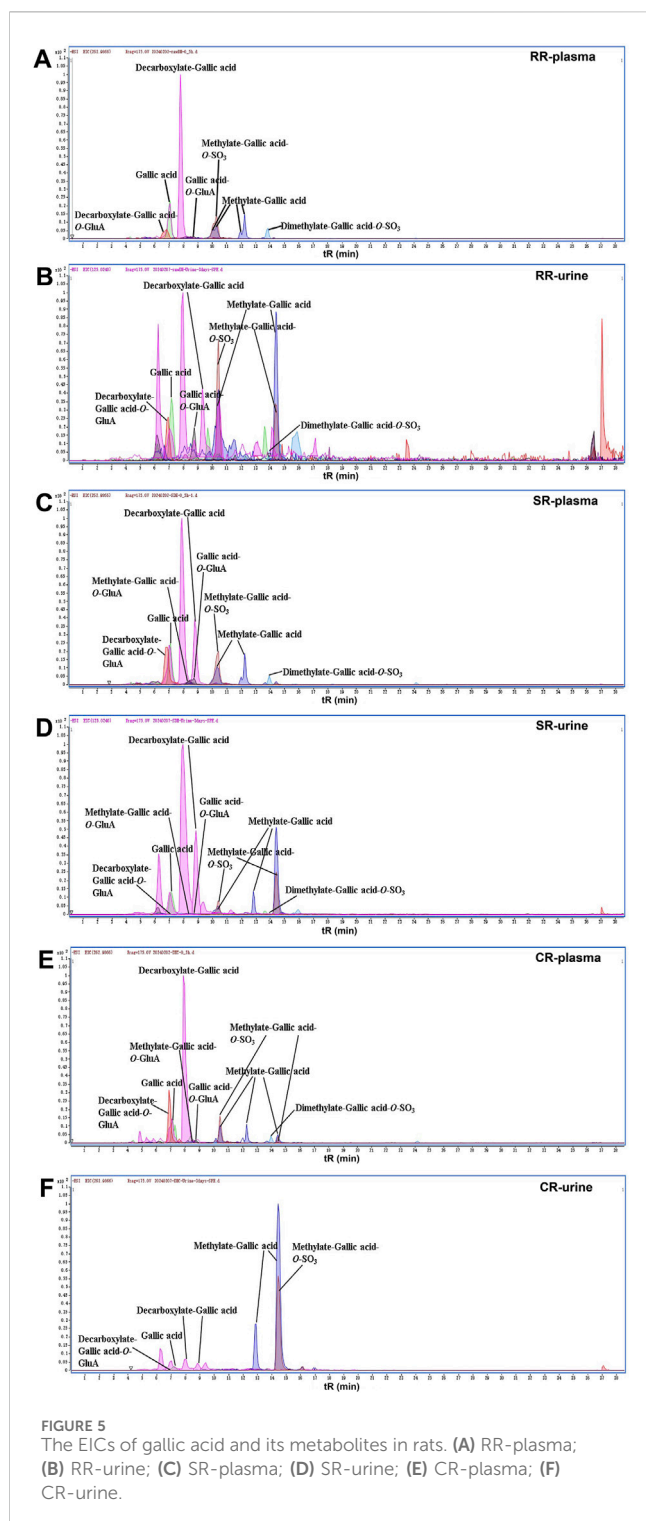 A
RR-plasma
Decarboxylate-Gallic acid
Methylate-Gallic acid-
O-SO3
Gallic acid
Gallic acid
-O-GluA
Methylate-Gallic acid
Decarboxylate-Gallic acid-
O-GluA
Dimethylate-Gallic acid-O-SO3
tR (min)
B
RR-urine
Decarboxylate-Gallic acid
Methylate-Gallic acid
Methylate-Gallic acid-
O-SO3
Gallic acid
Decarboxylate-
Gallic acid-O-
GluA
Gallic acid-
O-GluA
Dimethylate-Gallic acid-O-SO3
tR (min)
C
SR-plasma
Decarboxylate-Gallic acid
Gallic acid-
O-GluA
Methylate-Gallic acid-
O-GluA
Methylate-Gallic acid-
O-SO3
Gallic acid
Methylate-Gallic acid
Decarboxylate-
Gallic acid-O-
GluA
Dimethylate-Gallic acid-O-SO3
tR (min)
D
SR-urine
Decarboxylate-Gallic acid
Gallic acid-
O-GluA
Methylate-Gallic acid-
O-GluA
Methylate-Gallic acid
Gallic acid
Methylate-Gallic acid-
O-SO3
Decarboxylate-
Gallic acid-O-
GluA
Dimethylate-Gallic acid-O-SO3
tR (min)
E
CR-plasma
Decarboxylate-Gallic acid
Methylate-Gallic acid-
O-SO3
Methylate-Gallic acid-
O-GluA
Methylate-Gallic acid
Gallic acid
Gallic acid-
O-GluA
Decarboxylate-
Gallic acid-O-
GluA
Dimethylate-Gallic acid-O-SO3
tR (min)
F
CR-urine
Methylate-Gallic acid
Methylate-Gallic acid-
O-SO3
Decarboxylate-Gallic acid
Decarboxylate-
Gallic acid-O-
GluA
Gallic acid
tR (min)
FIGURE 5
The EICs of gallic acid and its metabolites in rats. (A) RR-plasma;
(B) RR-urine; (C) SR-plasma; (D) SR-urine; (E) CR-plasma; (F)
CR-urine.